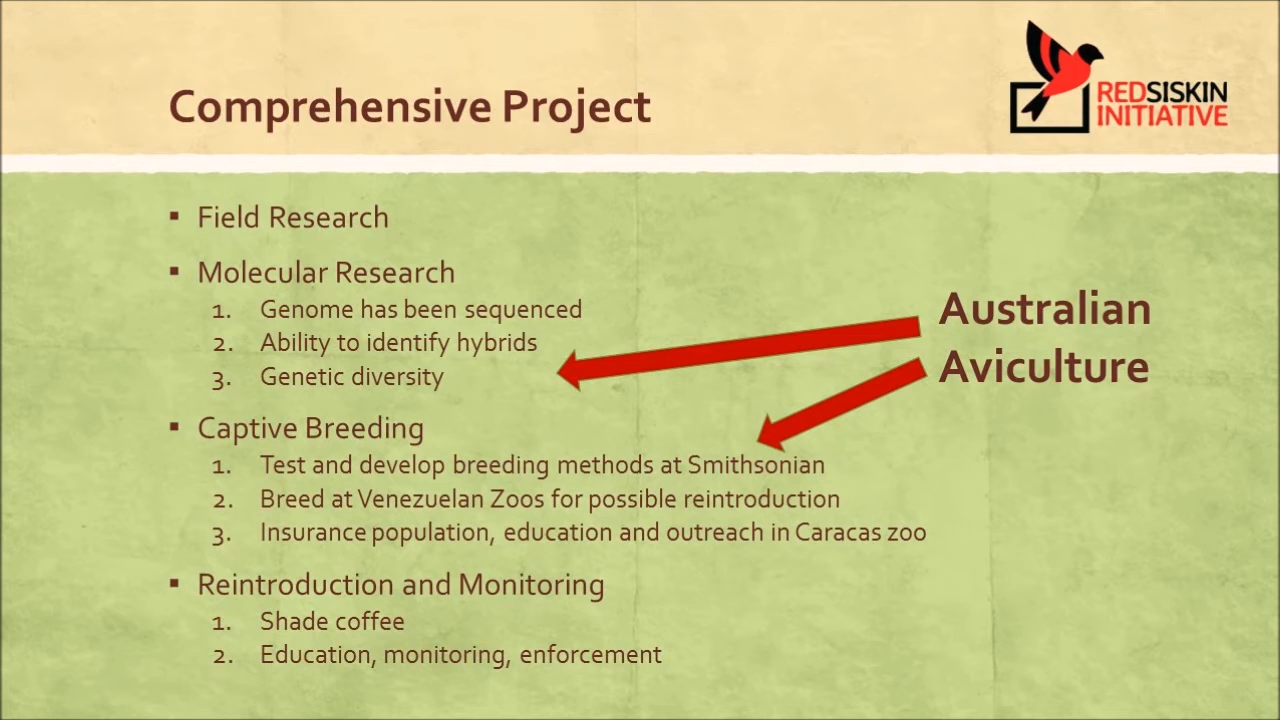 Comprehensive Project
REDSISKIN
INITIATIVE
▪ Field Research
▪ Molecular Research
1. Genome has been sequenced
2. Ability to identify hybrids
3. Genetic diversity
Australian
Aviculture
▪ Captive Breeding
1. Test and develop breeding methods at Smithsonian
2. Breed at Venezuelan Zoos for possible reintroduction
3. Insurance population, education and outreach in Caracas zoo
▪ Reintroduction and Monitoring
1. Shade coffee
2. Education, monitoring, enforcement